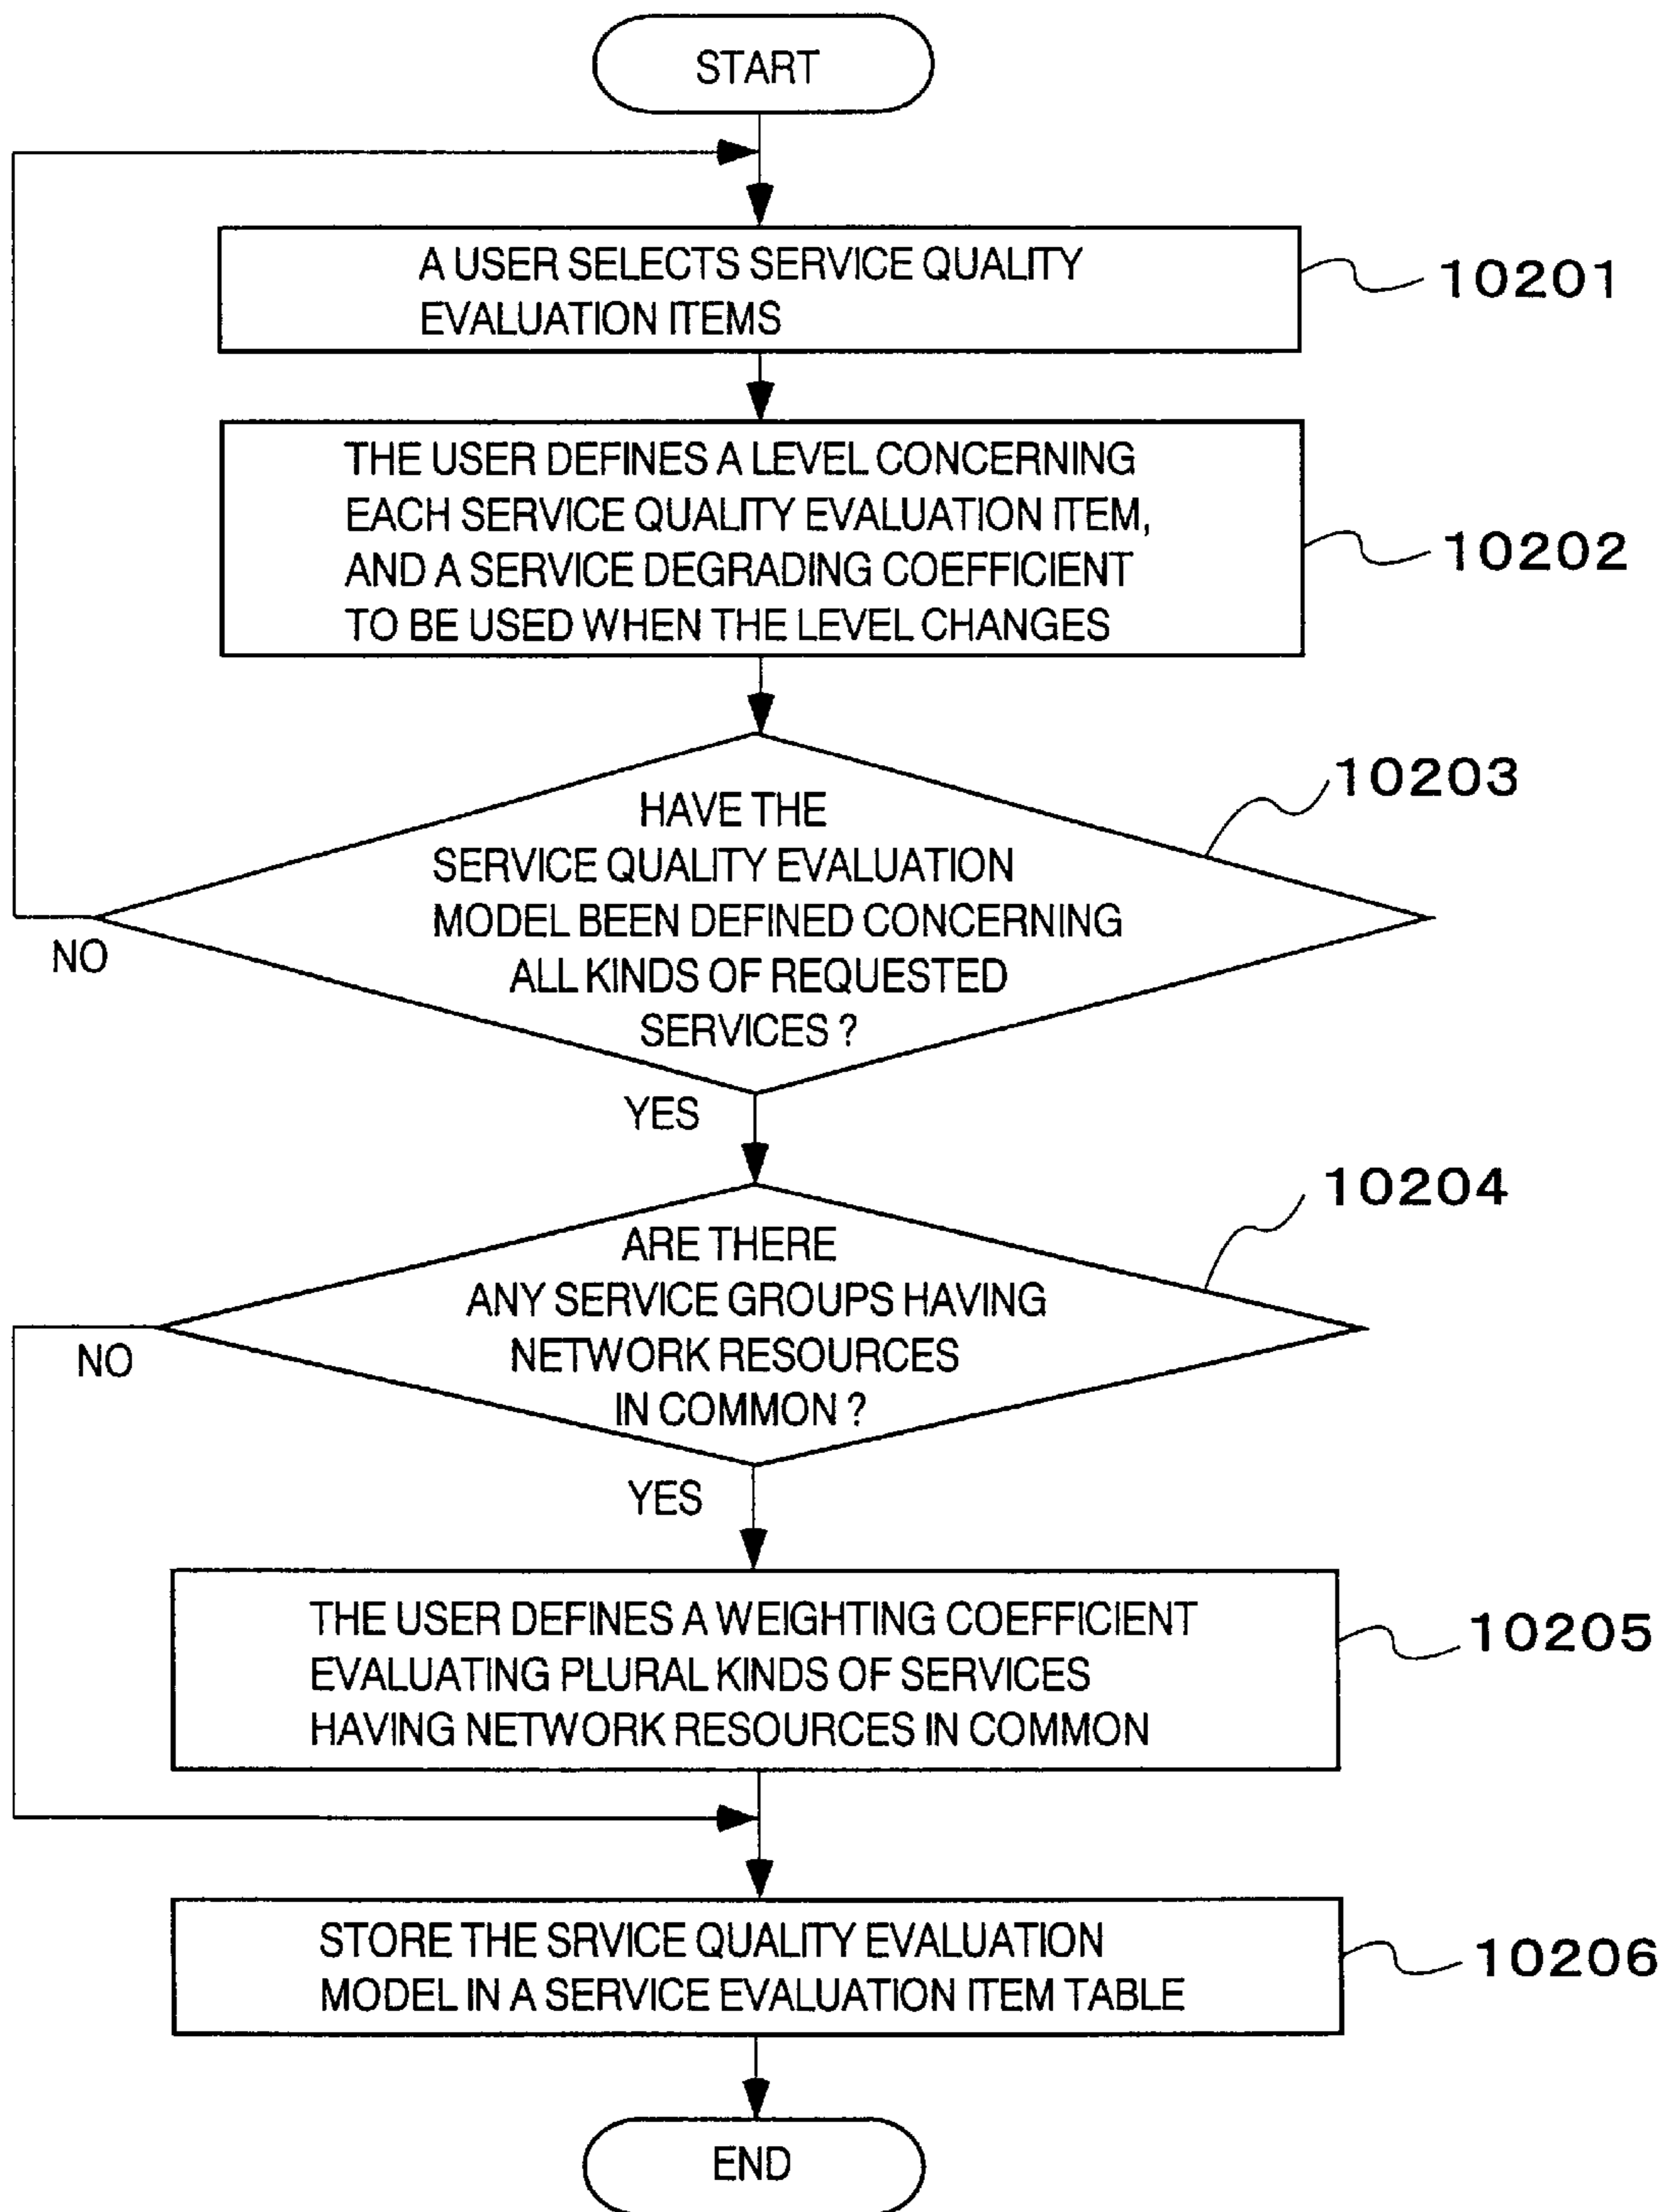 START
A USER SELECTS SERVICE QUALITY
EVALUATION ITEMS
10201
THE USER DEFINES A LEVEL CONCERNING
EACH SERVICE QUALITY EVALUATION ITEM,
AND A SERVICE DEGRADING COEFFICIENT
TO BE USED WHEN THE LEVEL CHANGES
10202
HAVE THE
SERVICE QUALITY EVALUATION
MODEL BEEN DEFINED CONCERNING
ALL KINDS OF REQUESTED
SERVICES ?
10203
NO
YES
ARE THERE
ANY SERVICE GROUPS HAVING
NETWORK RESOURCES
IN COMMON ?
10204
NO
YES
THE USER DEFINES A WEIGHTING COEFFICIENT
EVALUATING PLURAL KINDS OF SERVICES
HAVING NETWORK RESOURCES IN COMMON
10205
STORE THE SRVICE QUALITY EVALUATION
MODEL IN A SERVICE EVALUATION ITEM TABLE
10206
END